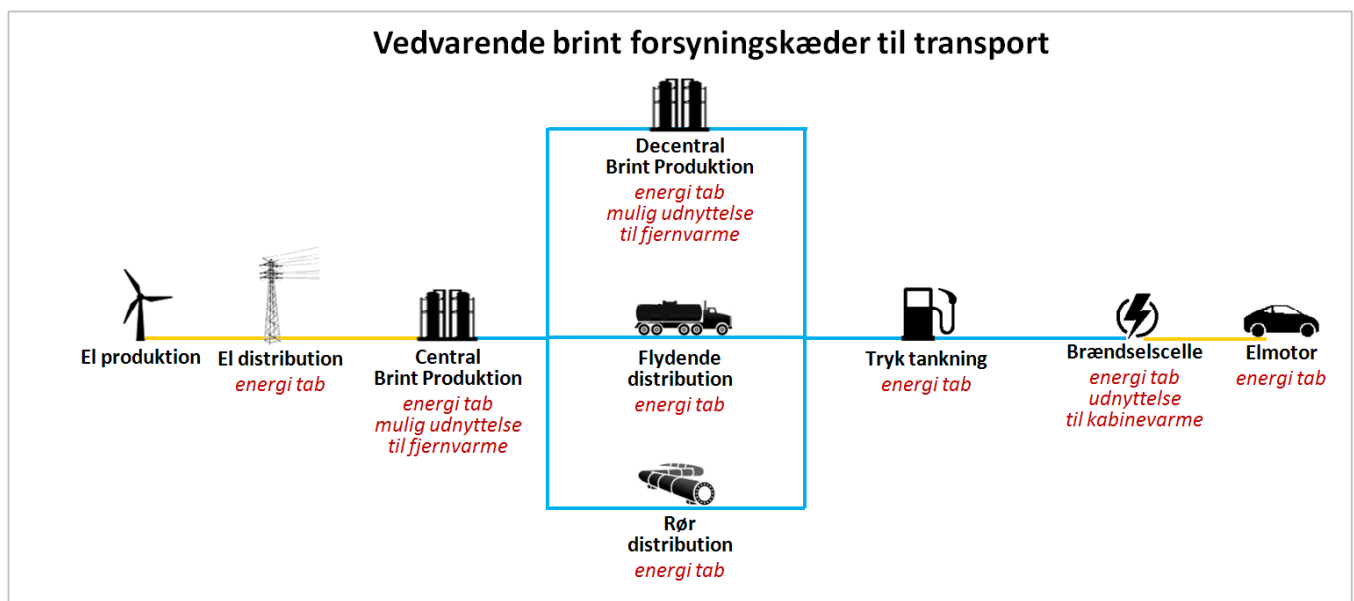 Vedvarende brint forsyningskæder til transport
Decentral
Brint Produktion
energi tab
mulig udnyttelse
til fjernvarme
El produktion
El distribution
energi tab
Central
Brint Produktion
energi tab
mulig udnyttelse
til fjernvarme
Flydende
distribution
energi tab
Rør
distribution
energi tab
Tryk tankning
energi tab
Brændselscelle
energi tab
udnyttelse
til kabinevarme
Elmotor
energi tab